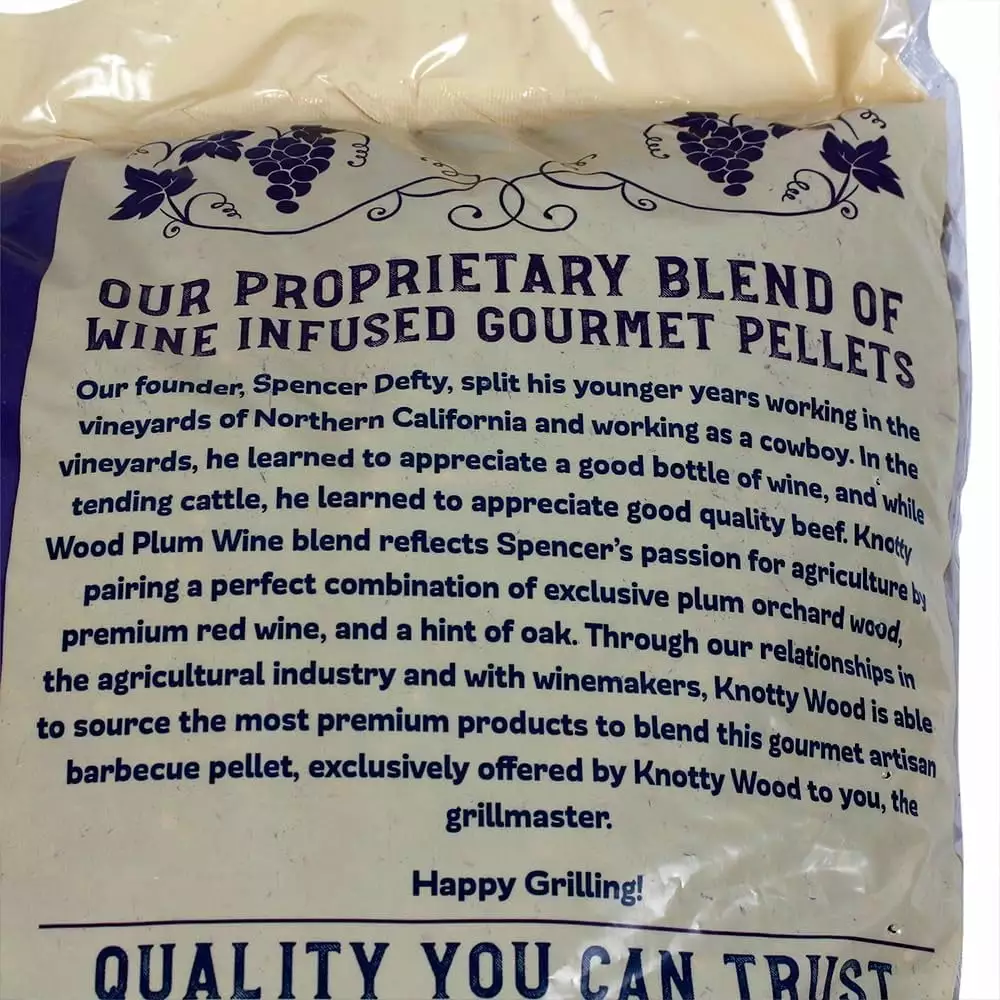 OUR PROPRIETARY BLEND OF
WINE INFUSED GOURMET PELLETS
Our founder, Spencer Defty, split his younger years working in the
vineyards of Northern California and working as a cowboy. In the
vineyards, he learned to appreciate a good bottle of wine, and while
tending cattle, he learned to appreciate good quality beef. Knotty
Wood Plum Wine blend reflects Spencer's passion for agriculture by
pairing a perfect combination of exclusive plum orchard wood,
premium red wine, and a hint of oak. Through our relationships in
the agricultural industry and with winemakers, Knotty Wood is able
to source the most premium products to blend this gourmet artisan
barbecue pellet, exclusively offered by Knotty Wood to you, the
grillmaster.
Happy Grilling!
QUALITY YOU CAN TRUST